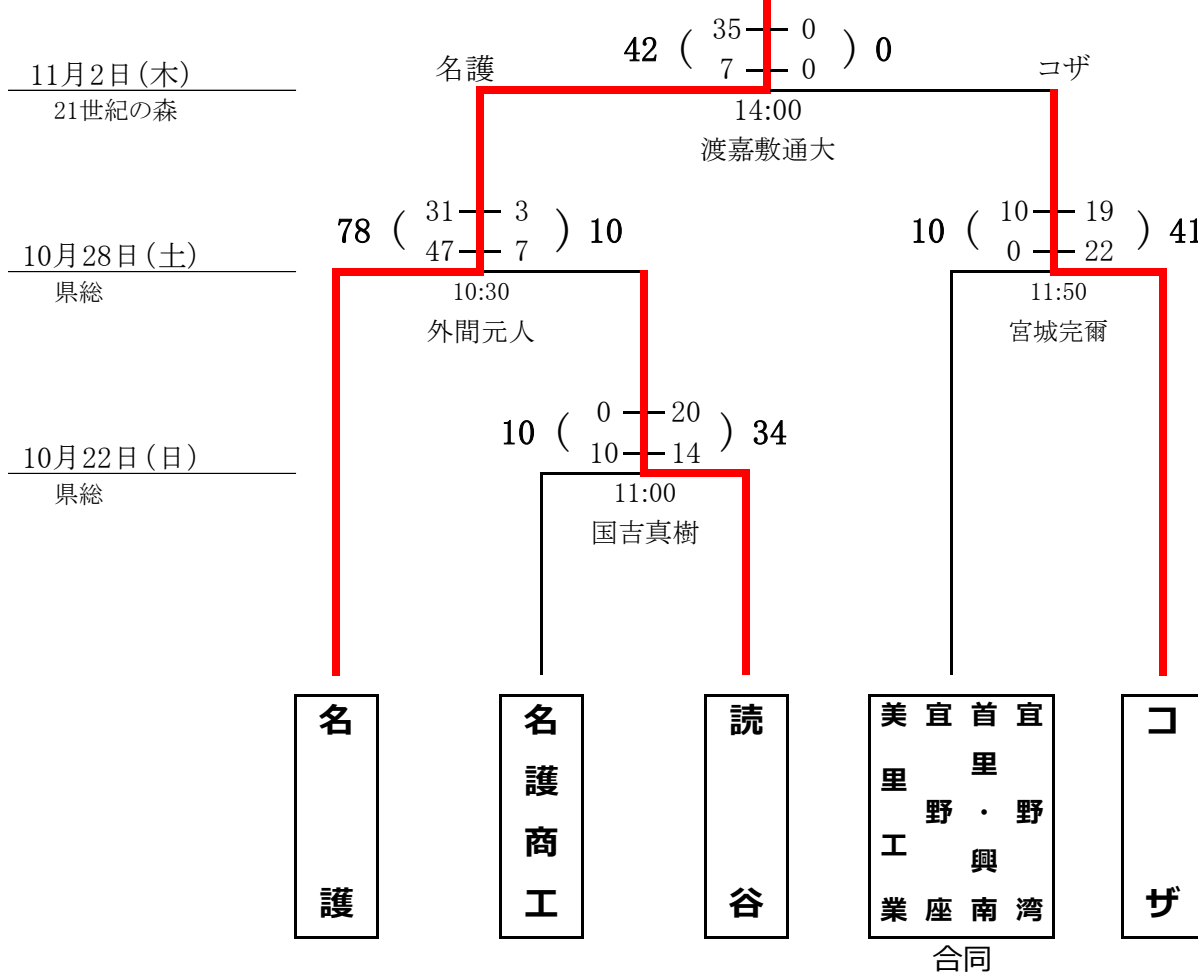 35 0
42 ( ) 0
7 0
名護 コザ
11月2日(木)
21世紀の森
14:00
渡嘉敷通大
31 3
78 ( ) 10
47 7
10 19
10 ( ) 41
0 22
10月28日(土)
県総
10:30
外間元人
11:50
宮城完爾
0 20
10 ( ) 34
10 14
10月22日(日)
県総
11:00
国吉真樹
名護
名護商工
読谷
宜野湾
首里・興南
宜野座
美里工業
合同
コザ